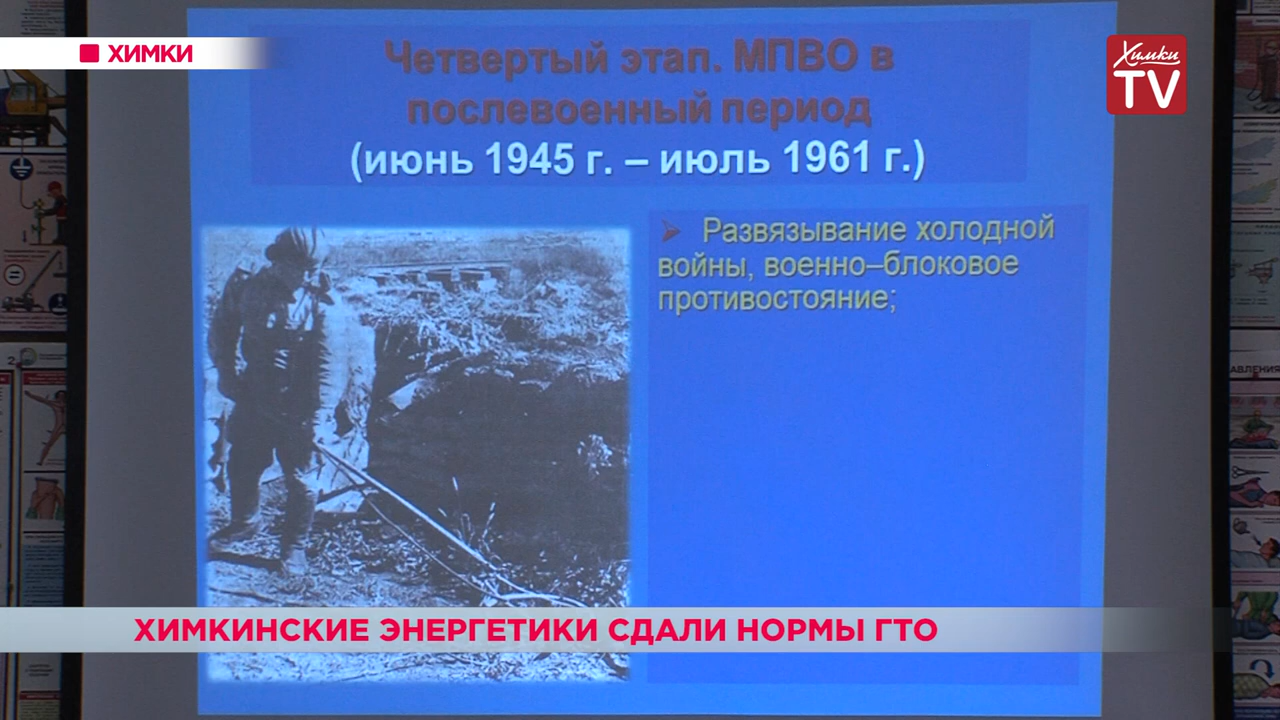 ХИМКИ
Химки
TV
Четвертый этап. МПВО в
послевоенный период
(июнь 1945 г. – июль 1961 г.)
➤ Развязывание холодной
войны, военно–блоковое
противостояние;
ХИМКИНСКИЕ ЭНЕРГЕТИКИ СДАЛИ НОРМЫ ГТО